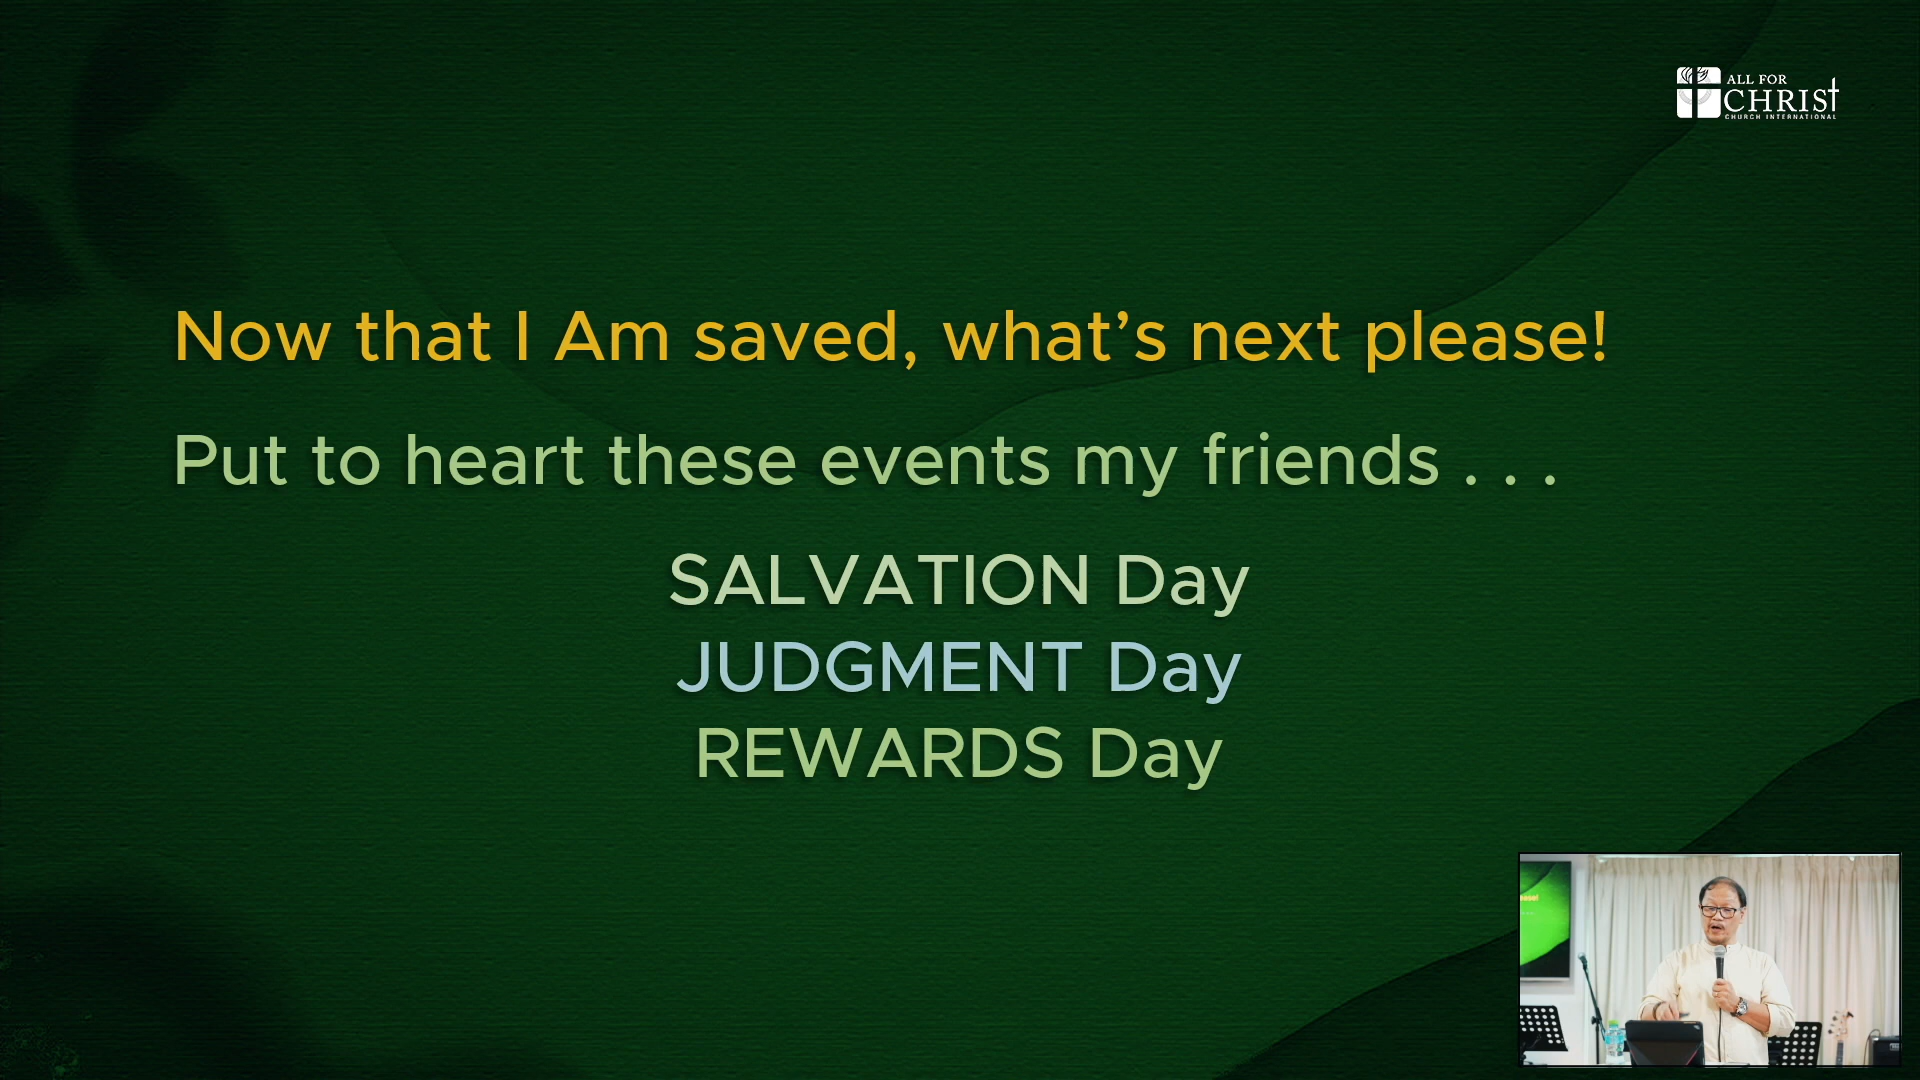 ALL FOR
CHRIST
CHURCH INTERNATIONAL
Now that I Am saved, what’s next please!
Put to heart these events my friends . . .
SALVATION Day
JUDGMENT Day
REWARDS Day